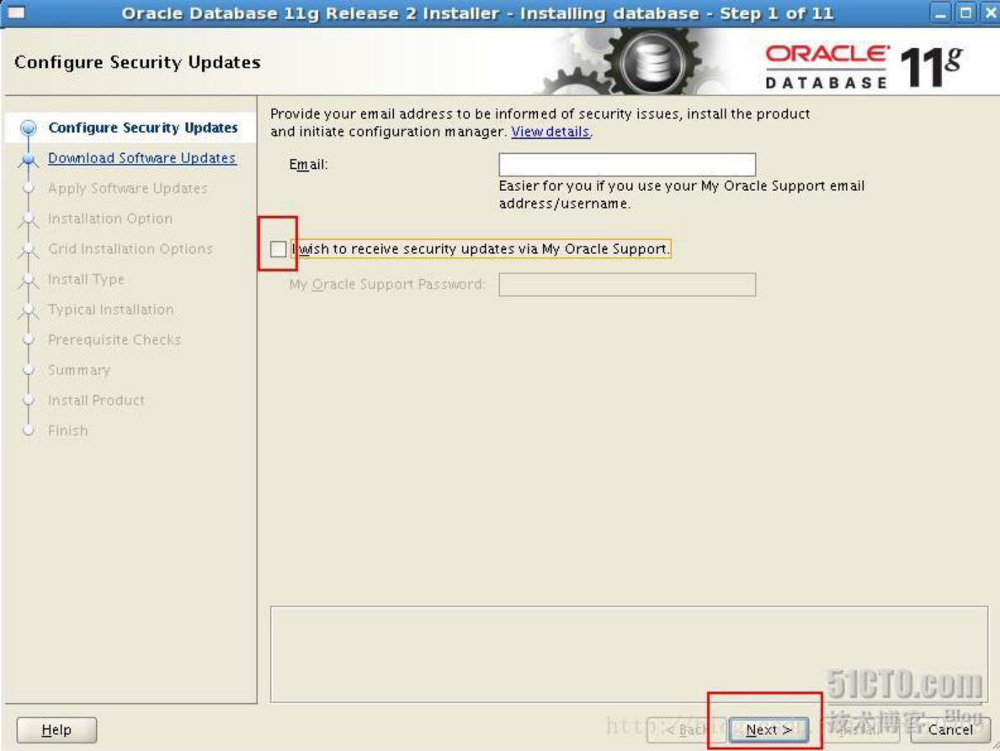 Oracle Database 11g Release 2 Installer - Installing database - Step 1 of 11
Configure Security Updates
ORACLE
DATABASE
11g
Configure Security Updates
Download Software Updates
Apply Software Updates
Installation Option
Grid Installation Options
Install Type
Typical Installation
Prerequisite Checks
Summary
Install Product
Finish
Provide your email address to be informed of security issues, install the product
and initiate configuration manager. View details.
Email:
Easier for you if you use your My Oracle Support email
address/username.
I wish to receive security updates via My Oracle Support.
My Oracle Support Password:
51CTO.com
技术博客 Blog
Help
< Back
Next >
Install
Cancel